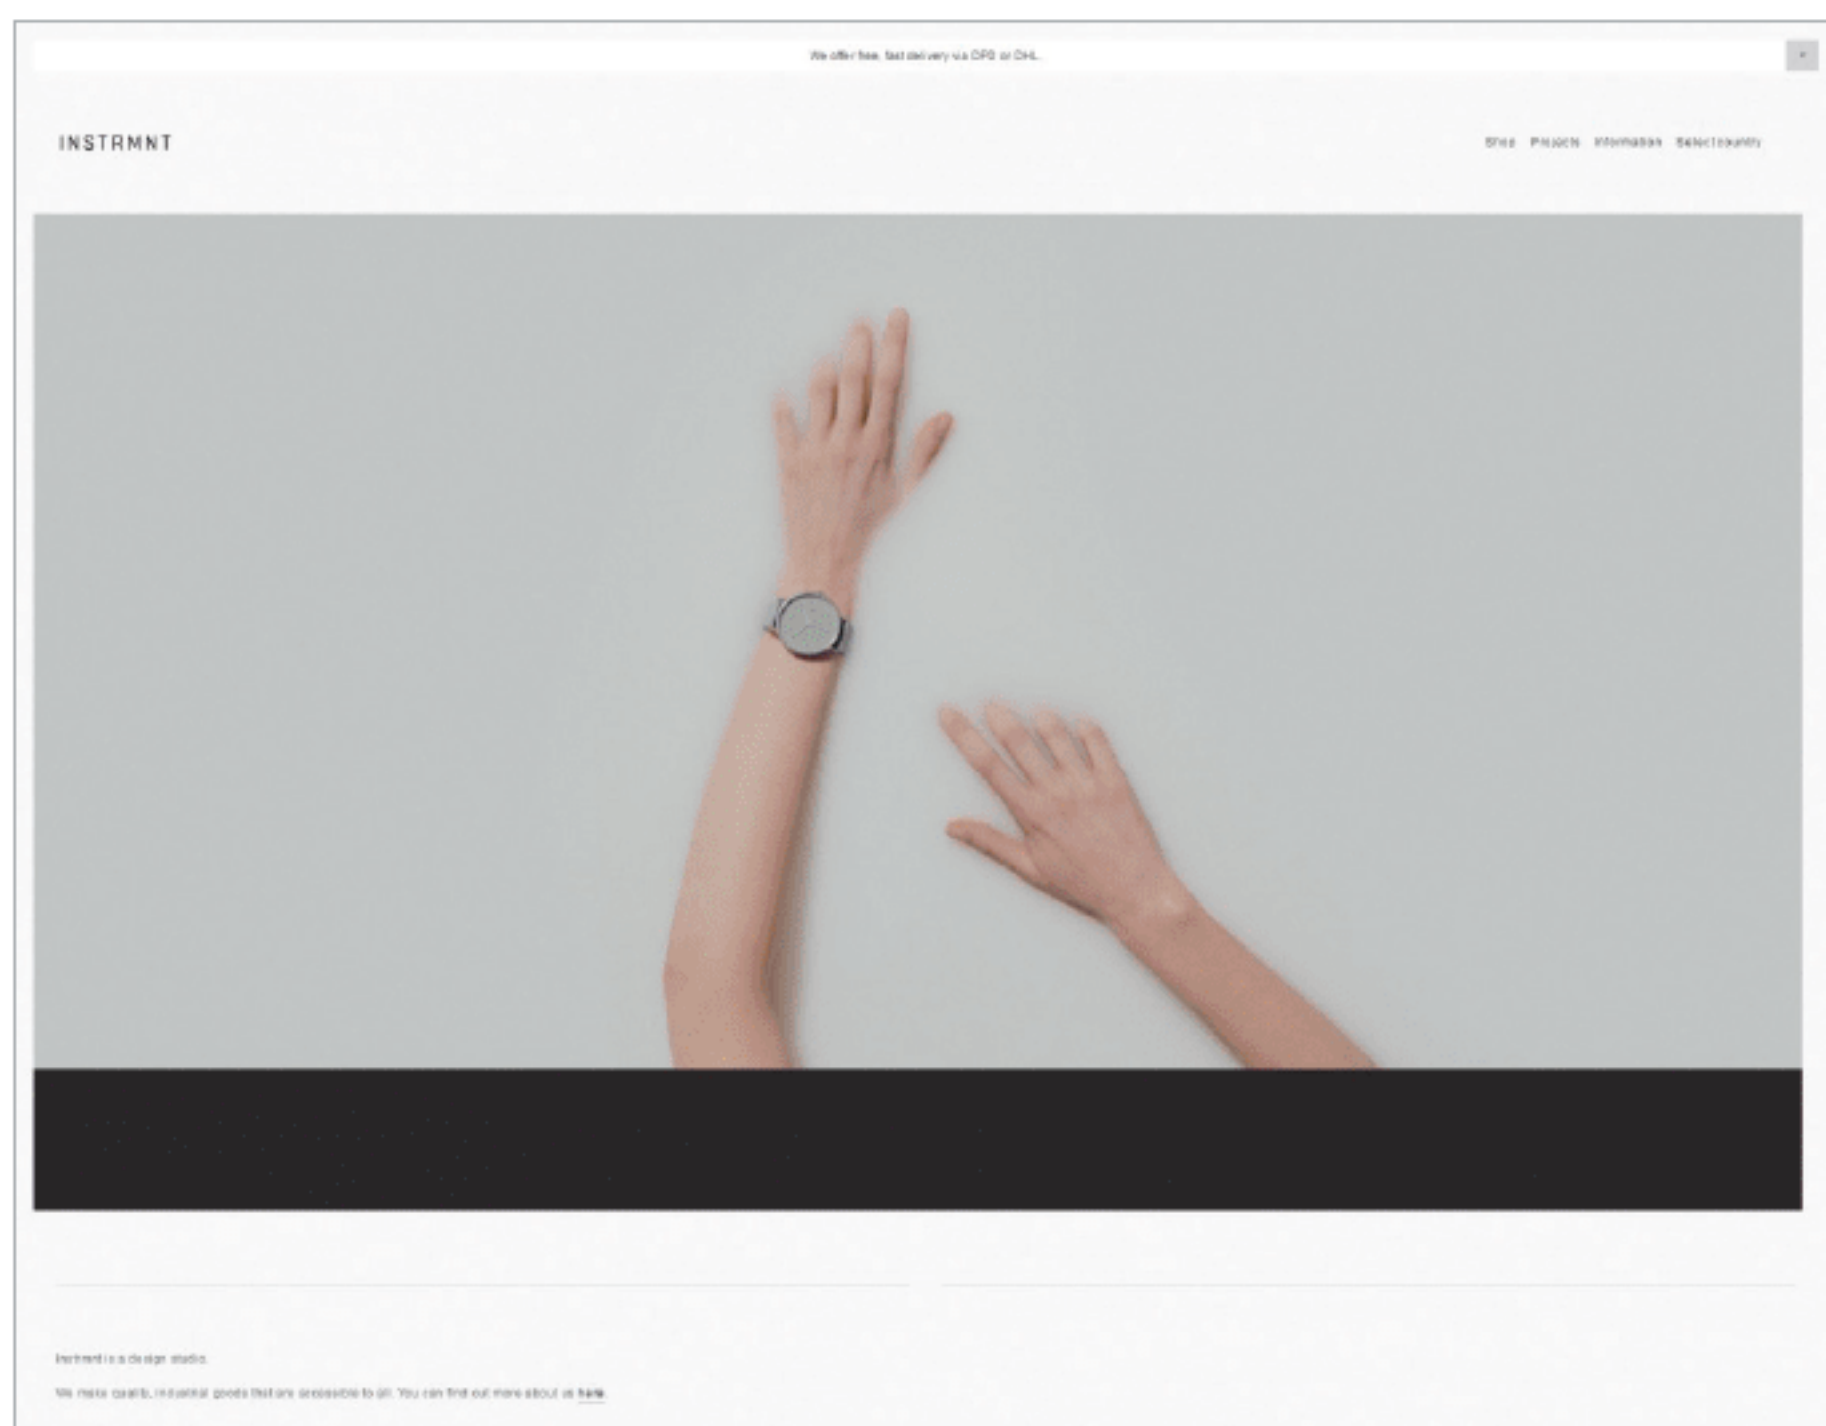 We offer free, fast delivery via DPD or DHL.
INSTRMNT
Shop Projects Information Select country
Instrmnt is a design studio.
We make quality, industrial goods that are accessible to all. You can find out more about us here.